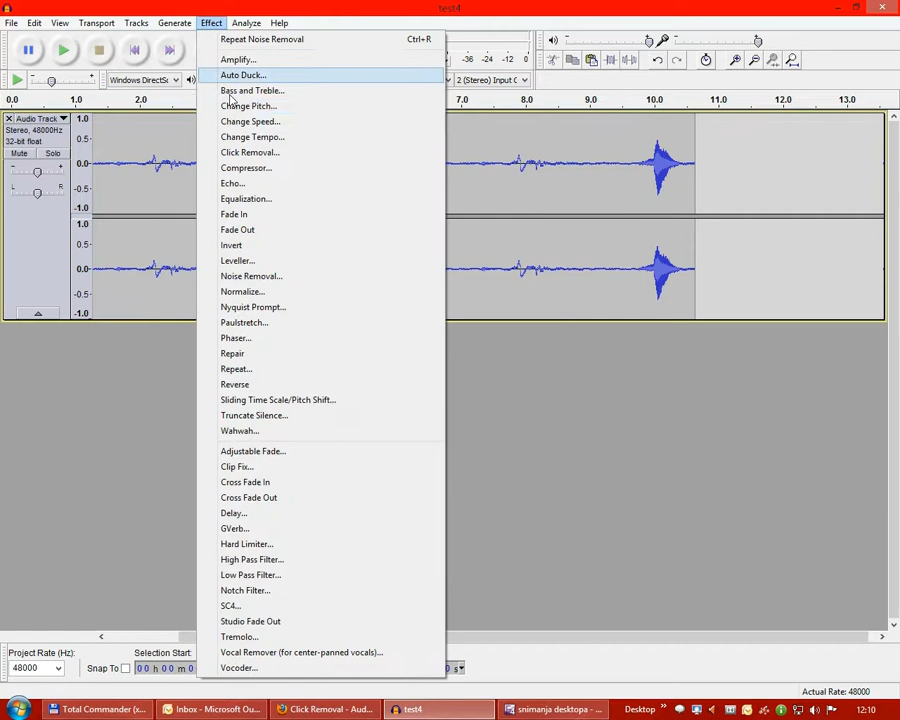 test4
File Edit View Transport Tracks Generate Effect Analyze Help
Repeat Noise Removal Ctrl+R
Amplify...
Auto Duck...
Bass and Treble...
Change Pitch...
Change Speed...
Change Tempo...
Click Removal...
Compressor...
Echo...
Equalization...
Fade In
Fade Out
Invert
Leveller...
Noise Removal...
Normalize...
Nyquist Prompt...
Paulstretch...
Phaser...
Repair
Repeat...
Reverse
Sliding Time Scale/Pitch Shift...
Truncate Silence...
Wahwah...
Adjustable Fade...
Clip Fix...
Cross Fade In
Cross Fade Out
Delay...
GVerb...
Hard Limiter...
High Pass Filter...
Low Pass Filter...
Notch Filter...
SC4...
Studio Fade Out
Tremolo...
Vocal Remover (for center-panned vocals)...
Vocoder...
-36 -24 -12 0
Windows DirectS
2 (Stereo) Input C
0.0 1.0 2.0 7.0 8.0 9.0 10.0 11.0 12.0 13.0
Audio Track
Stereo, 48000Hz
32-bit float
Mute Solo
- +
L R
1.0
0.5
0.0
-0.5
-1.0
1.0
0.5
0.0
-0.5
-1.0
Project Rate (Hz):
48000
Snap To
Selection Start:
00 h 00 m 0
s
Actual Rate: 48000
Total Commander (x...
Inbox - Microsoft Ou...
Click Removal - Aud...
test4
snimanja desktopa - ...
Desktop
12:10